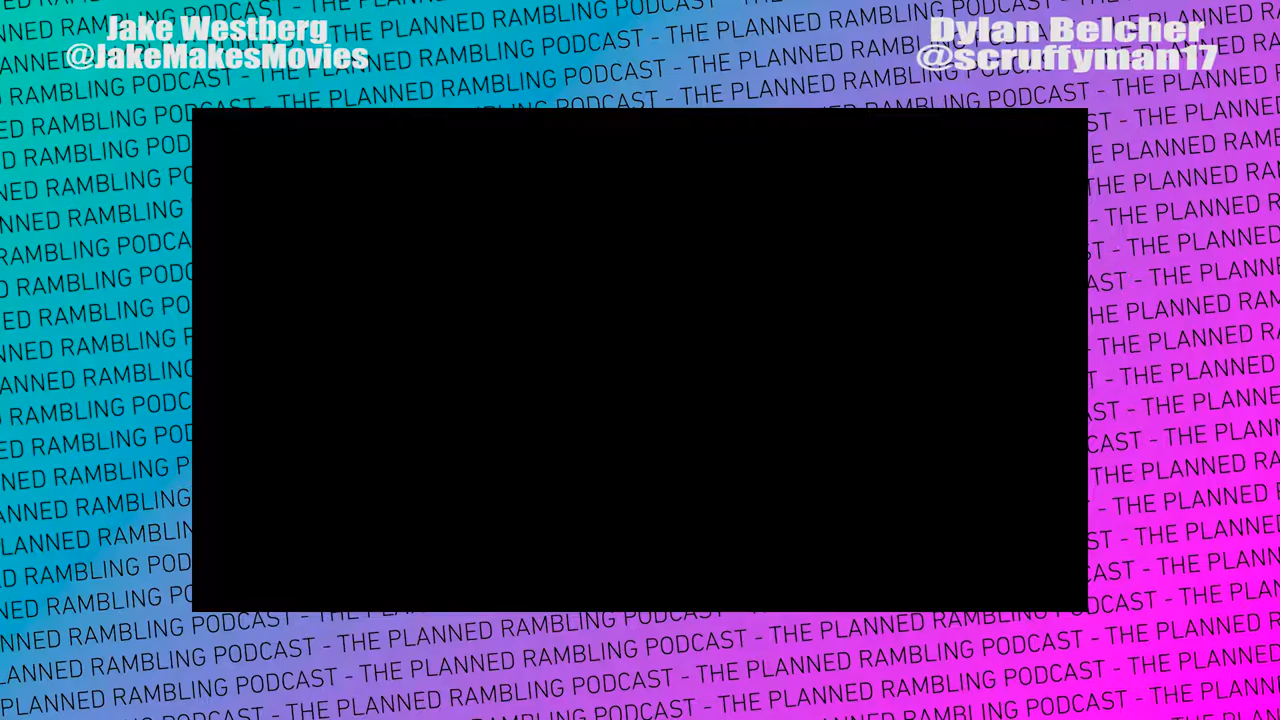 Jake Westberg
@JakeMakesMovies
Dylan Belcher
@scruffyman17
THE PLANNED RAMBLING PODCAST - THE PLANNED RAMBLING PODCAST